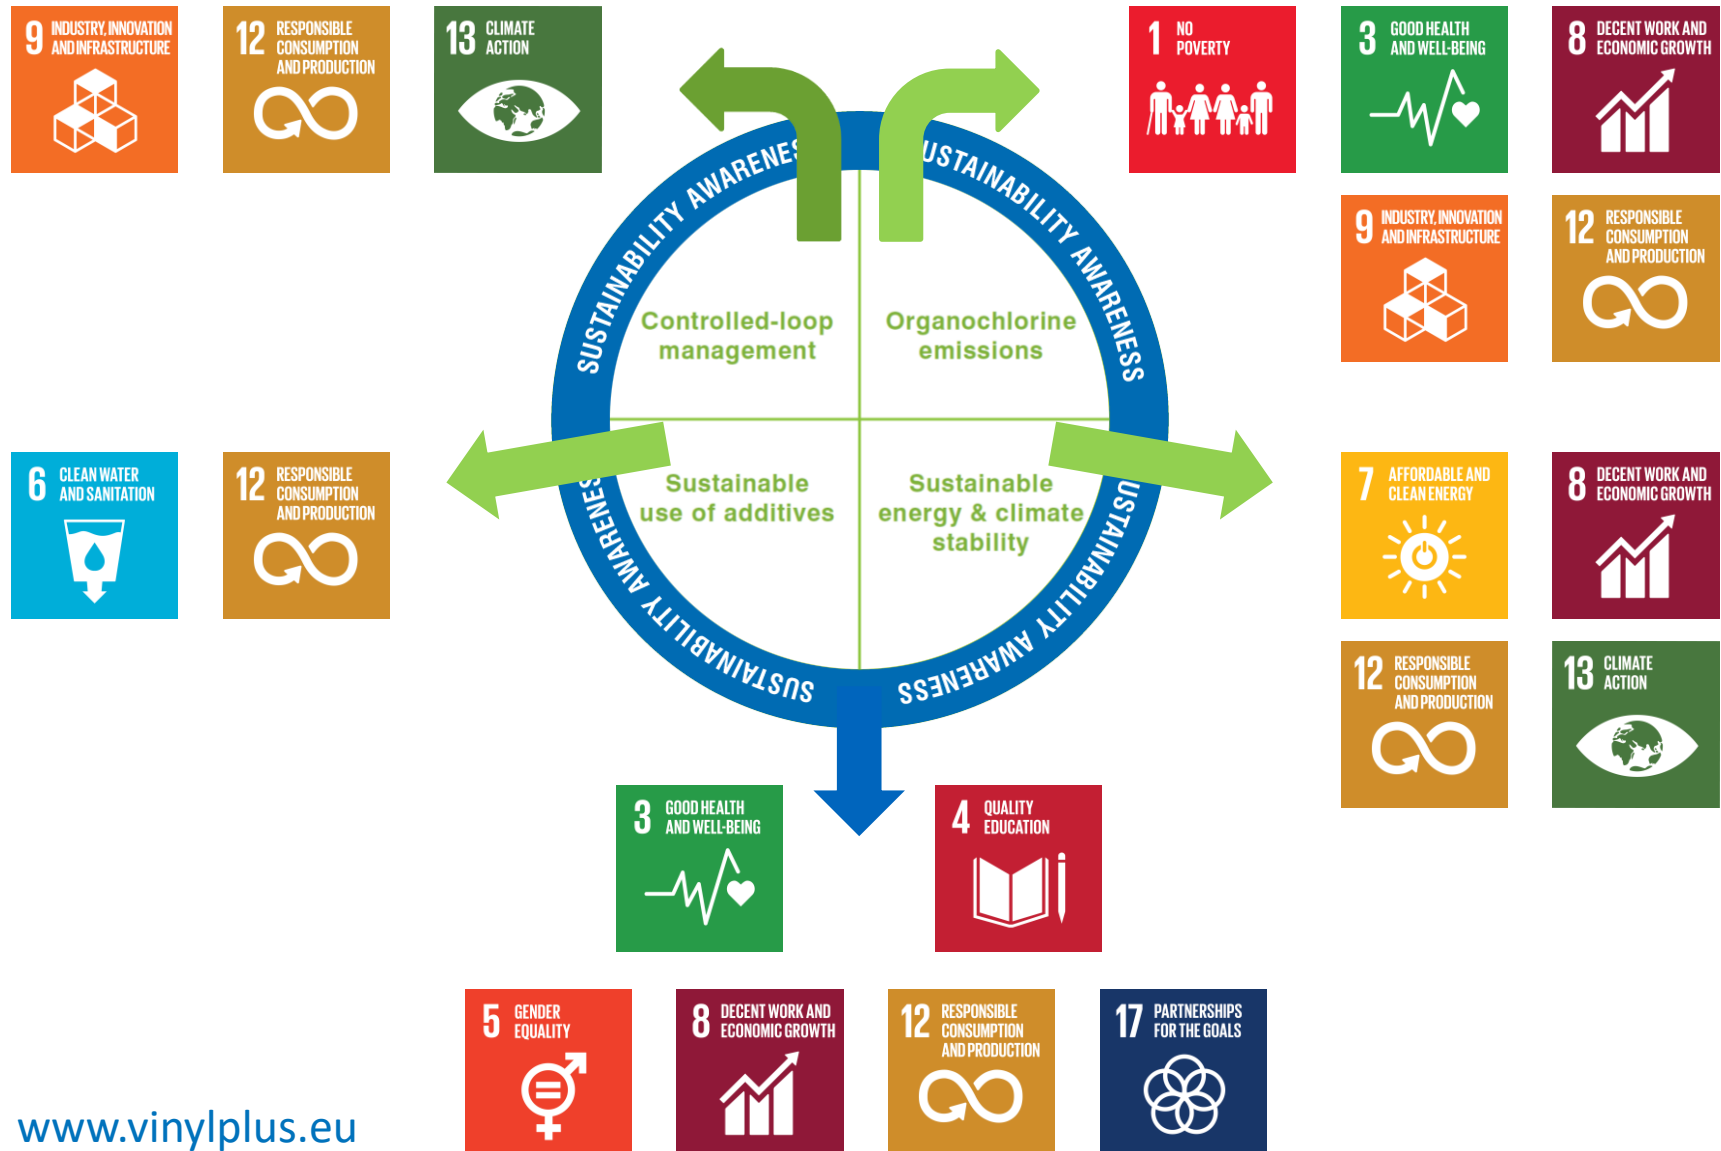 9 INDUSTRY, INNOVATION
AND INFRASTRUCTURE
12 RESPONSIBLE
CONSUMPTION
AND PRODUCTION
13 CLIMATE
ACTION
1 NO
POVERTY
3 GOOD HEALTH
AND WELL-BEING
8 DECENT WORK AND
ECONOMIC GROWTH
9 INDUSTRY, INNOVATION
AND INFRASTRUCTURE
12 RESPONSIBLE
CONSUMPTION
AND PRODUCTION
SUSTAINABILITY AWARENES
USTAINABILITY AWARENESS
Controlled-loop
management
Organochlorine
emissions
6 CLEAN WATER
AND SANITATION
12 RESPONSIBLE
CONSUMPTION
AND PRODUCTION
Sustainable
use of additives
Sustainable
energy & climate
stability
SUSTAINABILITY AWARENESS
USTAINABILITY AWARENESS
7 AFFORDABLE AND
CLEAN ENERGY
8 DECENT WORK AND
ECONOMIC GROWTH
12 RESPONSIBLE
CONSUMPTION
AND PRODUCTION
13 CLIMATE
ACTION
3 GOOD HEALTH
AND WELL-BEING
4 QUALITY
EDUCATION
5 GENDER
EQUALITY
8 DECENT WORK AND
ECONOMIC GROWTH
12 RESPONSIBLE
CONSUMPTION
AND PRODUCTION
17 PARTNERSHIPS
FOR THE GOALS
www.vinylplus.eu